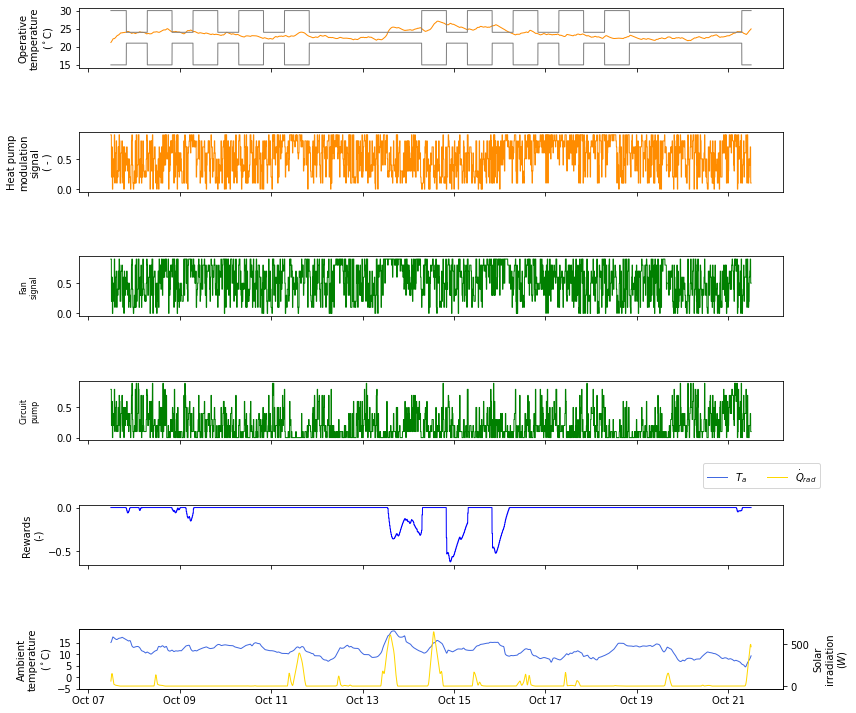 Operative
temperature
(°C)
30
25
20
15
Heat pump
modulation
signal
( - )
0.5
0.0
Fan
signal
0.5
0.0
Circuit
pump
0.5
0.0
T_a
Q̇_rad
Rewards
(-)
0.0
−0.5
Ambient
temperature
(°C)
15
10
5
0
−5
500
0
Solar
irradiation
(W)
Oct 07
Oct 09
Oct 11
Oct 13
Oct 15
Oct 17
Oct 19
Oct 21